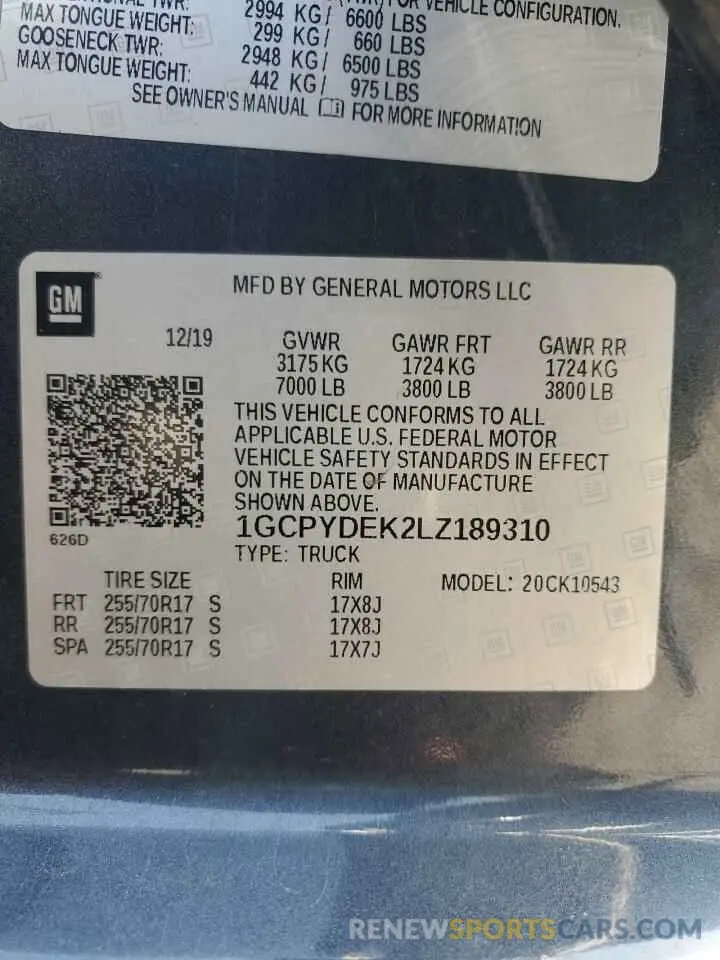 TWR:
FOR VEHICLE CONFIGURATION.
2994 KG/ 6600 LBS
MAX TONGUE WEIGHT: 299 KG/ 660 LBS
GOOSENECK TWR: 2948 KG/ 6500 LBS
MAX TONGUE WEIGHT: 442 KG/ 975 LBS
SEE OWNER'S MANUAL FOR MORE INFORMATION
GM
MFD BY GENERAL MOTORS LLC
12/19 GVWR GAWR FRT GAWR RR
3175 KG 1724 KG 1724 KG
7000 LB 3800 LB 3800 LB
THIS VEHICLE CONFORMS TO ALL
APPLICABLE U.S. FEDERAL MOTOR
VEHICLE SAFETY STANDARDS IN EFFECT
ON THE DATE OF MANUFACTURE
SHOWN ABOVE.
626D
1GCPYDEK2LZ189310
TYPE: TRUCK
TIRE SIZE RIM MODEL: 20CK10543
FRT 255/70R17 S 17X8J
RR 255/70R17 S 17X8J
SPA 255/70R17 S 17X7J
RENEWSPORTSCARS.COM